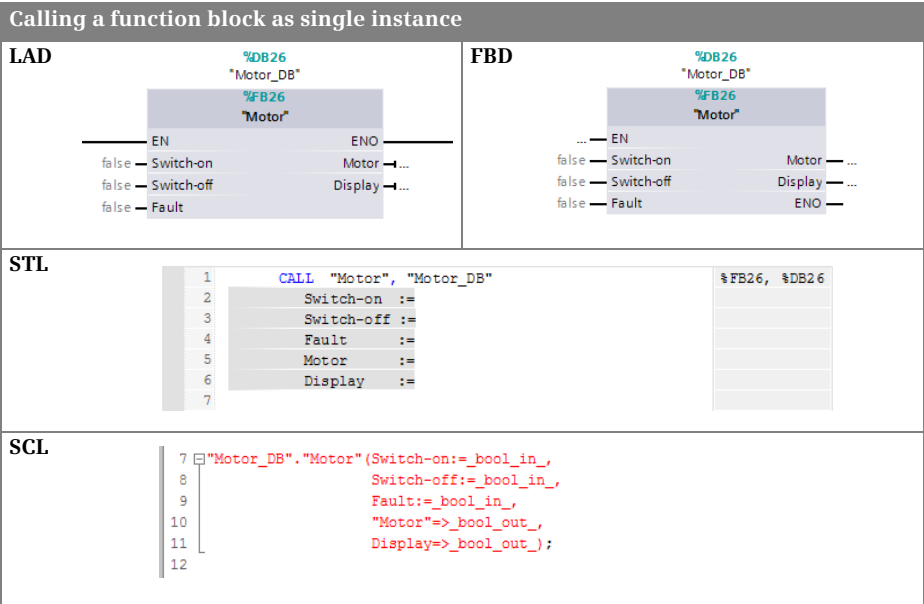 Calling a function block as single instance
LAD
%DB26
"Motor_DB"
%FB26
"Motor"
EN ENO
false Switch-on Motor ...
false Switch-off Display ...
false Fault
FBD
%DB26
"Motor_DB"
%FB26
"Motor"
... EN
false Switch-on Motor ...
false Switch-off Display ...
false Fault ENO
STL
1 CALL "Motor", "Motor_DB" %FB26, %DB26
2 Switch-on :=
3 Switch-off :=
4 Fault :=
5 Motor :=
6 Display :=
7
SCL
7 "Motor_DB"."Motor"(Switch-on:=_bool_in_,
8 Switch-off:=_bool_in_,
9 Fault:=_bool_in_,
10 "Motor"=>_bool_out_,
11 Display=>_bool_out_);
12